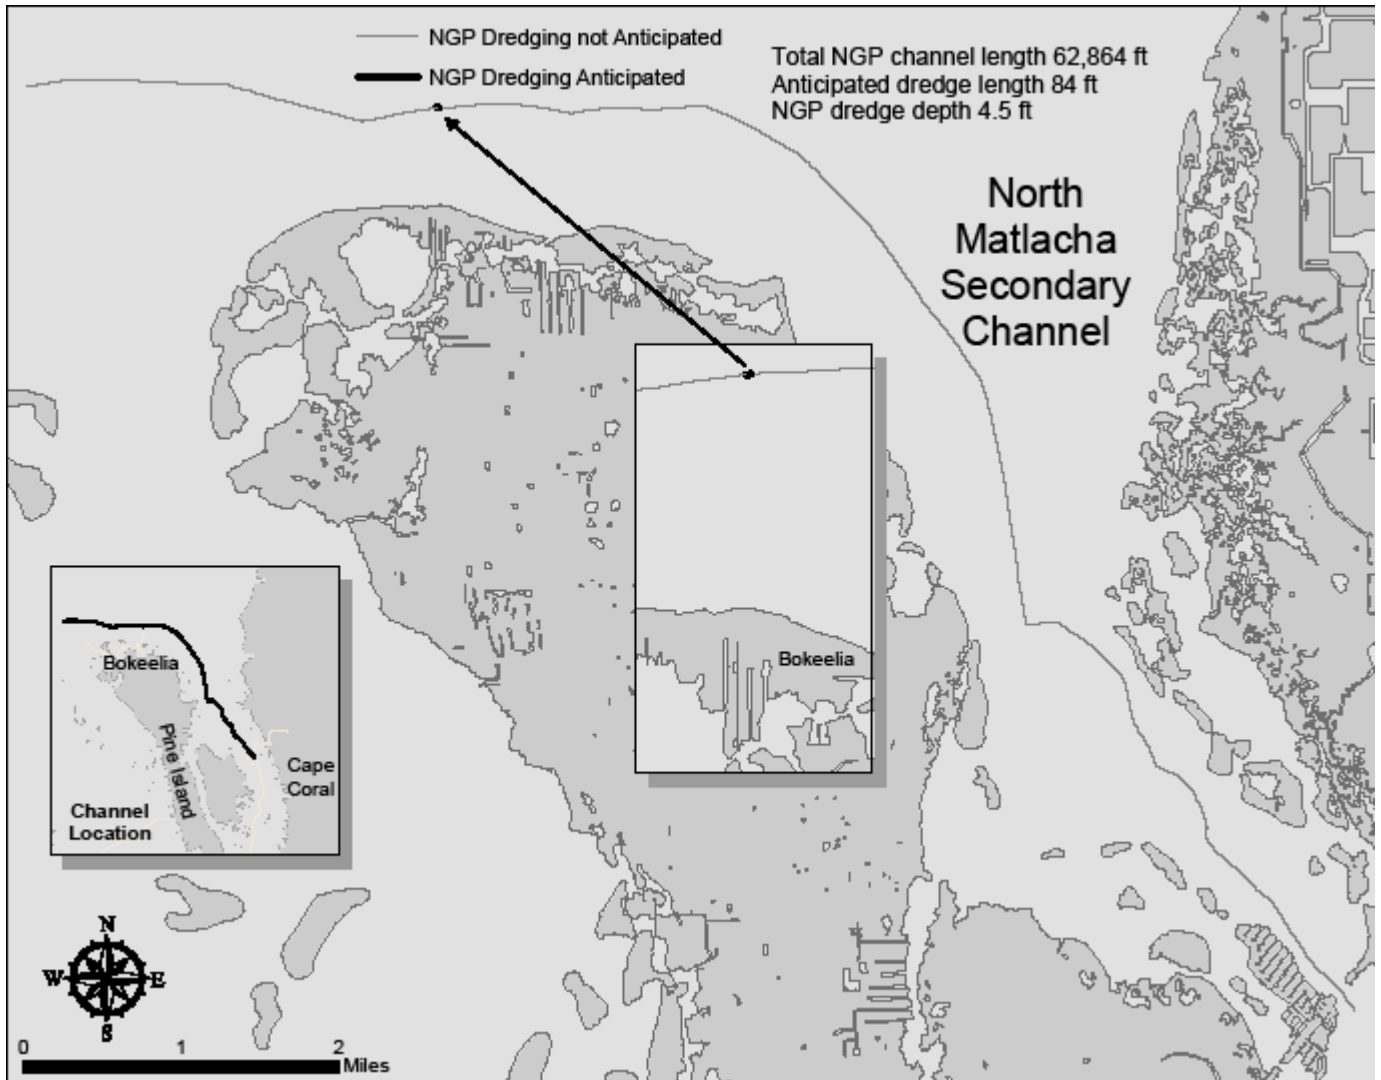 NGP Dredging not Anticipated
NGP Dredging Anticipated
Total NGP channel length 62,864 ft
Anticipated dredge length 84 ft
NGP dredge depth 4.5 ft
North
Matlacha
Secondary
Channel
Bokeelia
Bokeelia
Pine Island
Cape
Coral
Channel
Location
N
W
E
S
0 1 2
Miles